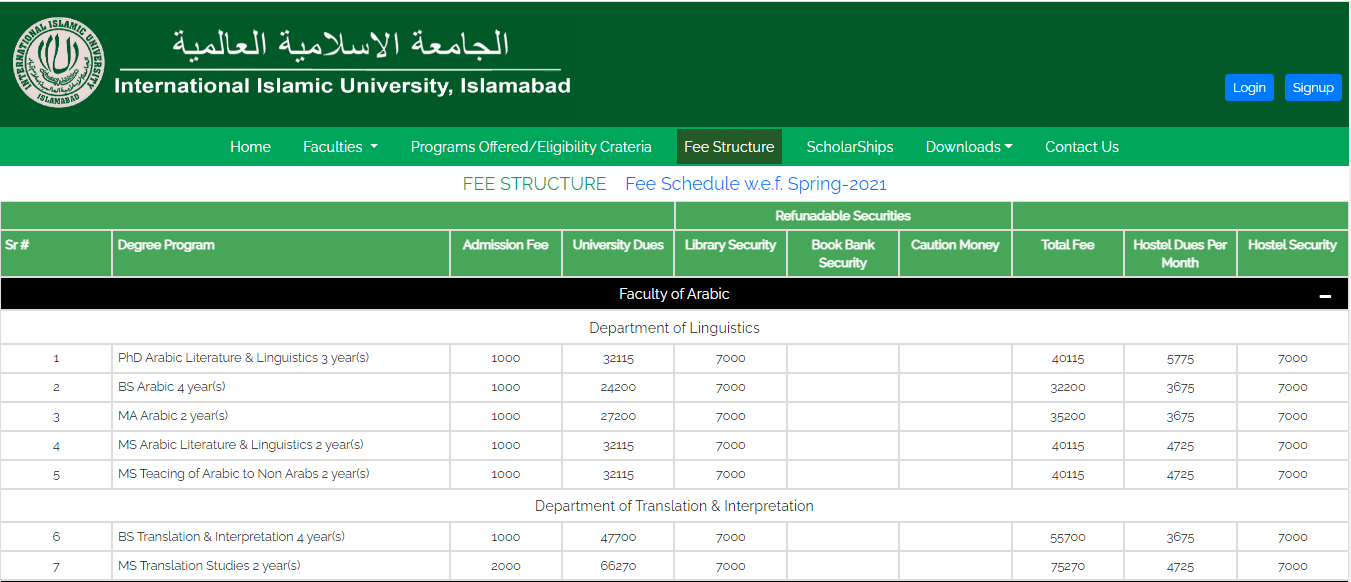 الجامعة الاسلامية العالمية
INTERNATIONAL ISLAMIC UNIVERSITY
ISLAMABAD
International Islamic University, Islamabad
Login Signup
Home Faculties Programs Offered/Eligibility Crateria Fee Structure ScholarShips Downloads Contact Us
FEE STRUCTURE Fee Schedule w.e.f. Spring-2021
Refunadable Securities
Sr # Degree Program Admission Fee University Dues Library Security Book Bank Security Caution Money Total Fee Hostel Dues Per Month Hostel Security
Faculty of Arabic
Department of Linguistics
1 PhD Arabic Literature & Linguistics 3 year(s) 1000 32115 7000 40115 5775 7000
2 BS Arabic 4 year(s) 1000 24200 7000 32200 3675 7000
3 MA Arabic 2 year(s) 1000 27200 7000 35200 3675 7000
4 MS Arabic Literature & Linguistics 2 year(s) 1000 32115 7000 40115 4725 7000
5 MS Teacing of Arabic to Non Arabs 2 year(s) 1000 32115 7000 40115 4725 7000
Department of Translation & Interpretation
6 BS Translation & Interpretation 4 year(s) 1000 47700 7000 55700 3675 7000
7 MS Translation Studies 2 year(s) 2000 66270 7000 75270 4725 7000